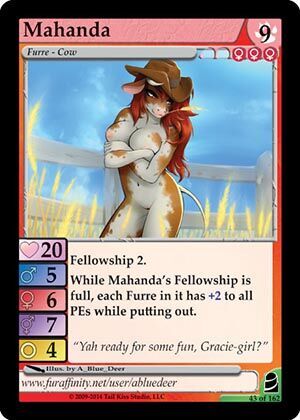 Mahanda
9
Furre - Cow
20
5
6
7
4
Fellowship 2.
While Mahanda's Fellowship is
full, each Furre in it has +2 to all
PEs while putting out.
"Yah ready for some fun, Gracie-girl?"
Illus. by A_Blue_Deer
www.furaffinity.net/user/abluedeer
© 2009-2014 Tail Kiss Studio, LLC
43 of 162